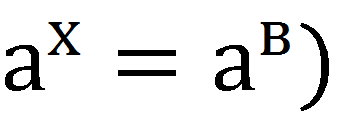 aˣ = aᴮ)